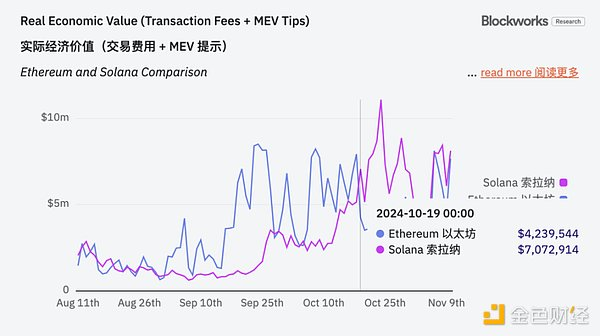 Real Economic Value (Transaction Fees + MEV Tips)
Blockworks Research
实际经济价值（交易费用 + MEV 提示）
Ethereum and Solana Comparison
... read more 阅读更多
$10m
$5m
0
Solana 索拉纳
2024-10-19 00:00
Ethereum 以太坊 $4,239,544
Solana 索拉纳 $7,072,914
Aug 11th Aug 26th Sep 10th Sep 25th Oct 10th Oct 25th Nov 9th
金色财经